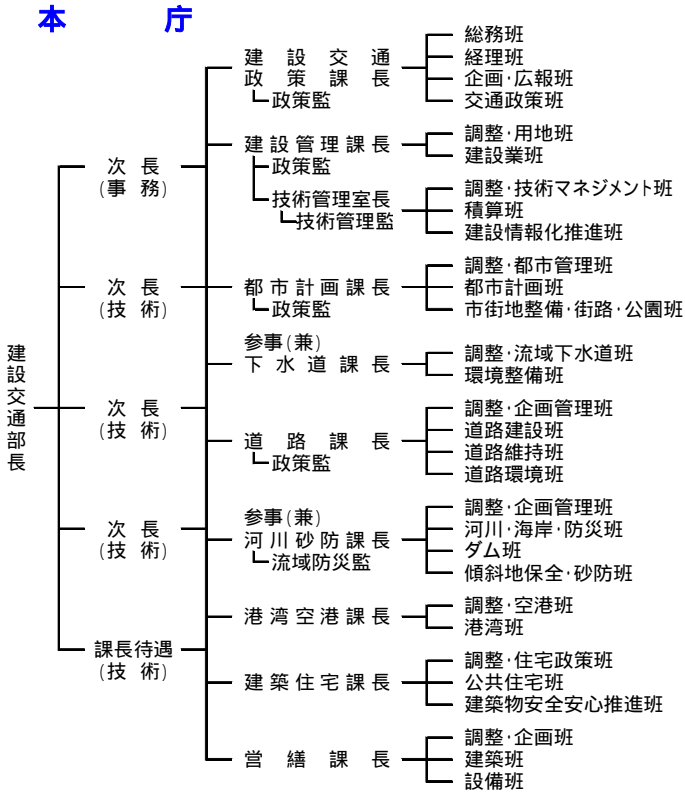 本庁
建設交通部長
次長
(事務)
次長
(技術)
次長
(技術)
次長
(技術)
課長待遇
(技術)
建設交通
政策課長
政策監
総務班
経理班
企画・広報班
交通政策班
建設管理課長
政策監
調整・用地班
建設業班
技術管理室長
技術管理監
調整・技術マネジメント班
積算班
建設情報化推進班
都市計画課長
政策監
調整・都市管理班
都市計画班
市街地整備・街路・公園班
参事(兼)
下水道課長
調整・流域下水道班
環境整備班
道路課長
政策監
調整・企画管理班
道路建設班
道路維持班
道路環境班
参事(兼)
河川砂防課長
流域防災監
調整・企画管理班
河川・海岸・防災班
ダム班
傾斜地保全・砂防班
港湾空港課長
調整・空港班
港湾班
建築住宅課長
調整・住宅政策班
公共住宅班
建築物安全安心推進班
営繕課長
調整・企画班
建築班
設備班